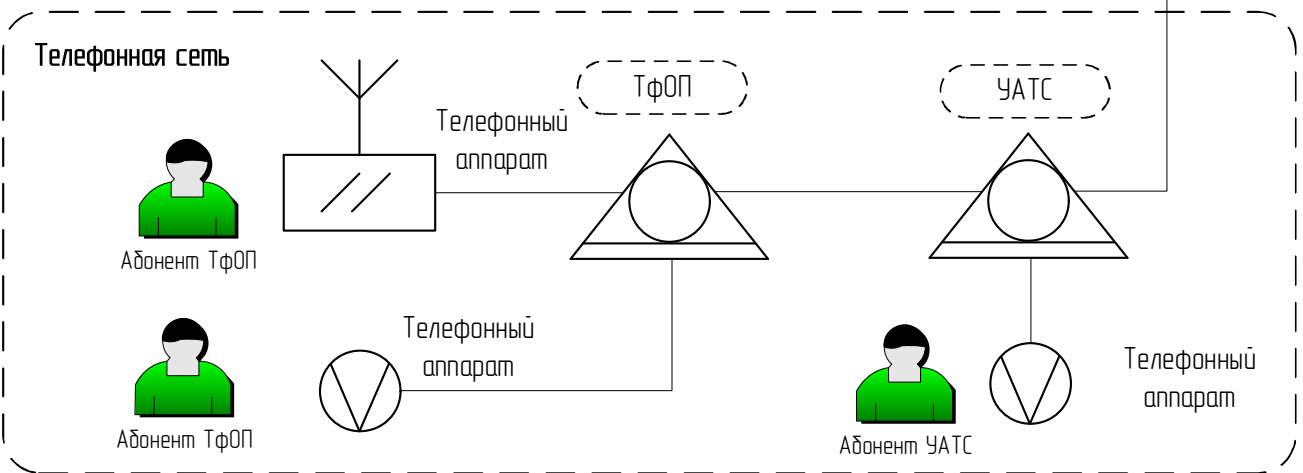 Телефонная сеть
ТфОП
УАТС
Телефонный
аппарат
Абонент ТфОП
Телефонный
аппарат
Абонент ТфОП
Телефонный
аппарат
Абонент УАТС